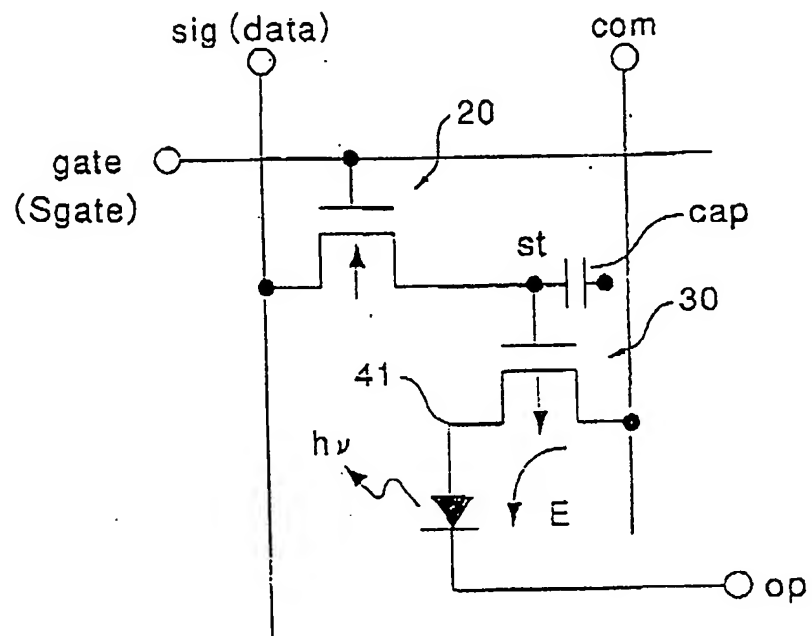 sig (data)
com
20
gate
(Sgate)
cap
st
30
41
hν
E
op